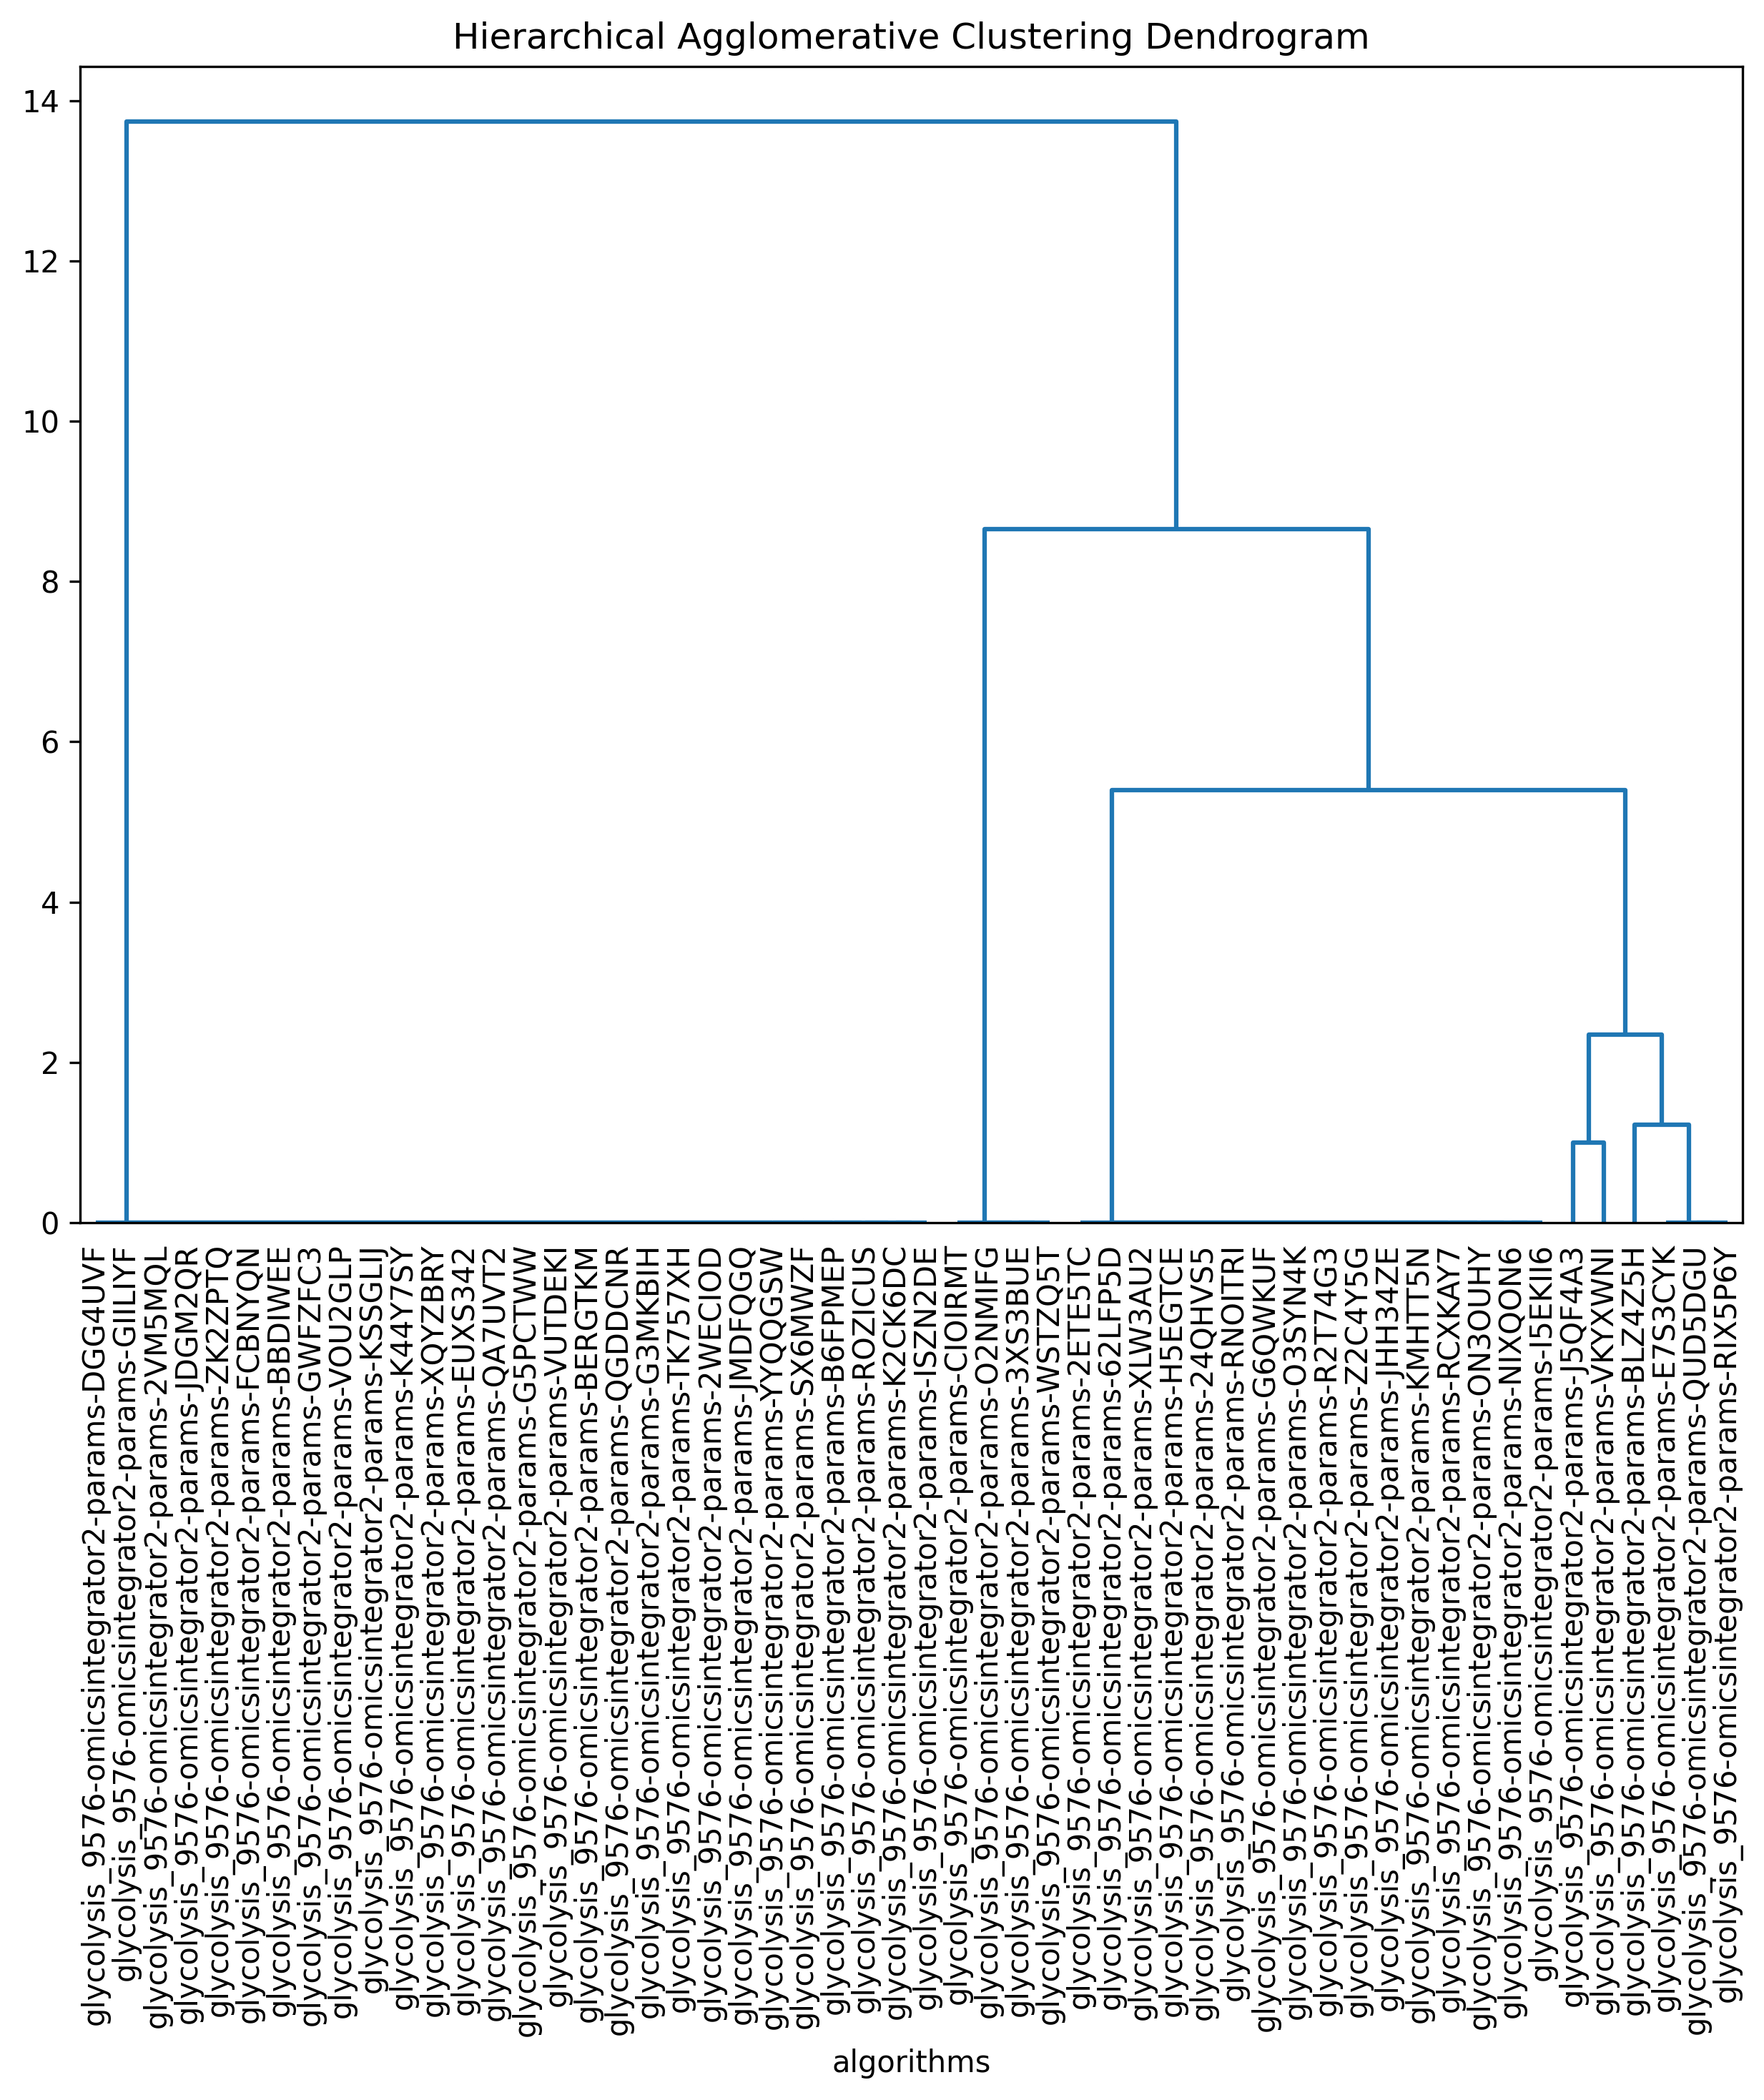 Hierarchical Agglomerative Clustering Dendrogram
14
12
10
8
6
4
2
0
glycolysis_9576-omicsintegrator2-params-DGG4UVF
glycolysis_9576-omicsintegrator2-params-GIILIYF
glycolysis_9576-omicsintegrator2-params-2VM5MQL
glycolysis_9576-omicsintegrator2-params-JDGM2QR
glycolysis_9576-omicsintegrator2-params-ZK2ZPTQ
glycolysis_9576-omicsintegrator2-params-FCBNYQN
glycolysis_9576-omicsintegrator2-params-BBDIWEE
glycolysis_9576-omicsintegrator2-params-GWFZFC3
glycolysis_9576-omicsintegrator2-params-VOU2GLP
glycolysis_9576-omicsintegrator2-params-KSSGLIJ
glycolysis_9576-omicsintegrator2-params-K44Y7SY
glycolysis_9576-omicsintegrator2-params-XQYZBRY
glycolysis_9576-omicsintegrator2-params-EUXS342
glycolysis_9576-omicsintegrator2-params-QA7UVT2
glycolysis_9576-omicsintegrator2-params-G5PCTWW
glycolysis_9576-omicsintegrator2-params-VUTDEKI
glycolysis_9576-omicsintegrator2-params-BERGTKM
glycolysis_9576-omicsintegrator2-params-QGDDCNR
glycolysis_9576-omicsintegrator2-params-G3MKBIH
glycolysis_9576-omicsintegrator2-params-TK757XH
glycolysis_9576-omicsintegrator2-params-2WECIOD
glycolysis_9576-omicsintegrator2-params-JMDFQGQ
glycolysis_9576-omicsintegrator2-params-YYQQGSW
glycolysis_9576-omicsintegrator2-params-SX6MWZF
glycolysis_9576-omicsintegrator2-params-B6FPMEP
glycolysis_9576-omicsintegrator2-params-ROZICUS
glycolysis_9576-omicsintegrator2-params-K2CK6DC
glycolysis_9576-omicsintegrator2-params-ISZN2DE
glycolysis_9576-omicsintegrator2-params-CIOIRMT
glycolysis_9576-omicsintegrator2-params-O2NMIFG
glycolysis_9576-omicsintegrator2-params-3XS3BUE
glycolysis_9576-omicsintegrator2-params-WSTZQ5T
glycolysis_9576-omicsintegrator2-params-2ETE5TC
glycolysis_9576-omicsintegrator2-params-62LFP5D
glycolysis_9576-omicsintegrator2-params-XLW3AU2
glycolysis_9576-omicsintegrator2-params-H5EGTCE
glycolysis_9576-omicsintegrator2-params-24QHVS5
glycolysis_9576-omicsintegrator2-params-RNOITRI
glycolysis_9576-omicsintegrator2-params-G6QWKUF
glycolysis_9576-omicsintegrator2-params-O3SYN4K
glycolysis_9576-omicsintegrator2-params-R2T74G3
glycolysis_9576-omicsintegrator2-params-Z2C4Y5G
glycolysis_9576-omicsintegrator2-params-JHH34ZE
glycolysis_9576-omicsintegrator2-params-KMHTT5N
glycolysis_9576-omicsintegrator2-params-RCXKAY7
glycolysis_9576-omicsintegrator2-params-ON3OUHY
glycolysis_9576-omicsintegrator2-params-NIXQON6
glycolysis_9576-omicsintegrator2-params-I5EKII6
glycolysis_9576-omicsintegrator2-params-J5QF4A3
glycolysis_9576-omicsintegrator2-params-VKYXWNI
glycolysis_9576-omicsintegrator2-params-BLZ4Z5H
glycolysis_9576-omicsintegrator2-params-E7S3CYK
glycolysis_9576-omicsintegrator2-params-QUD5DGU
glycolysis_9576-omicsintegrator2-params-RIX5P6Y
algorithms